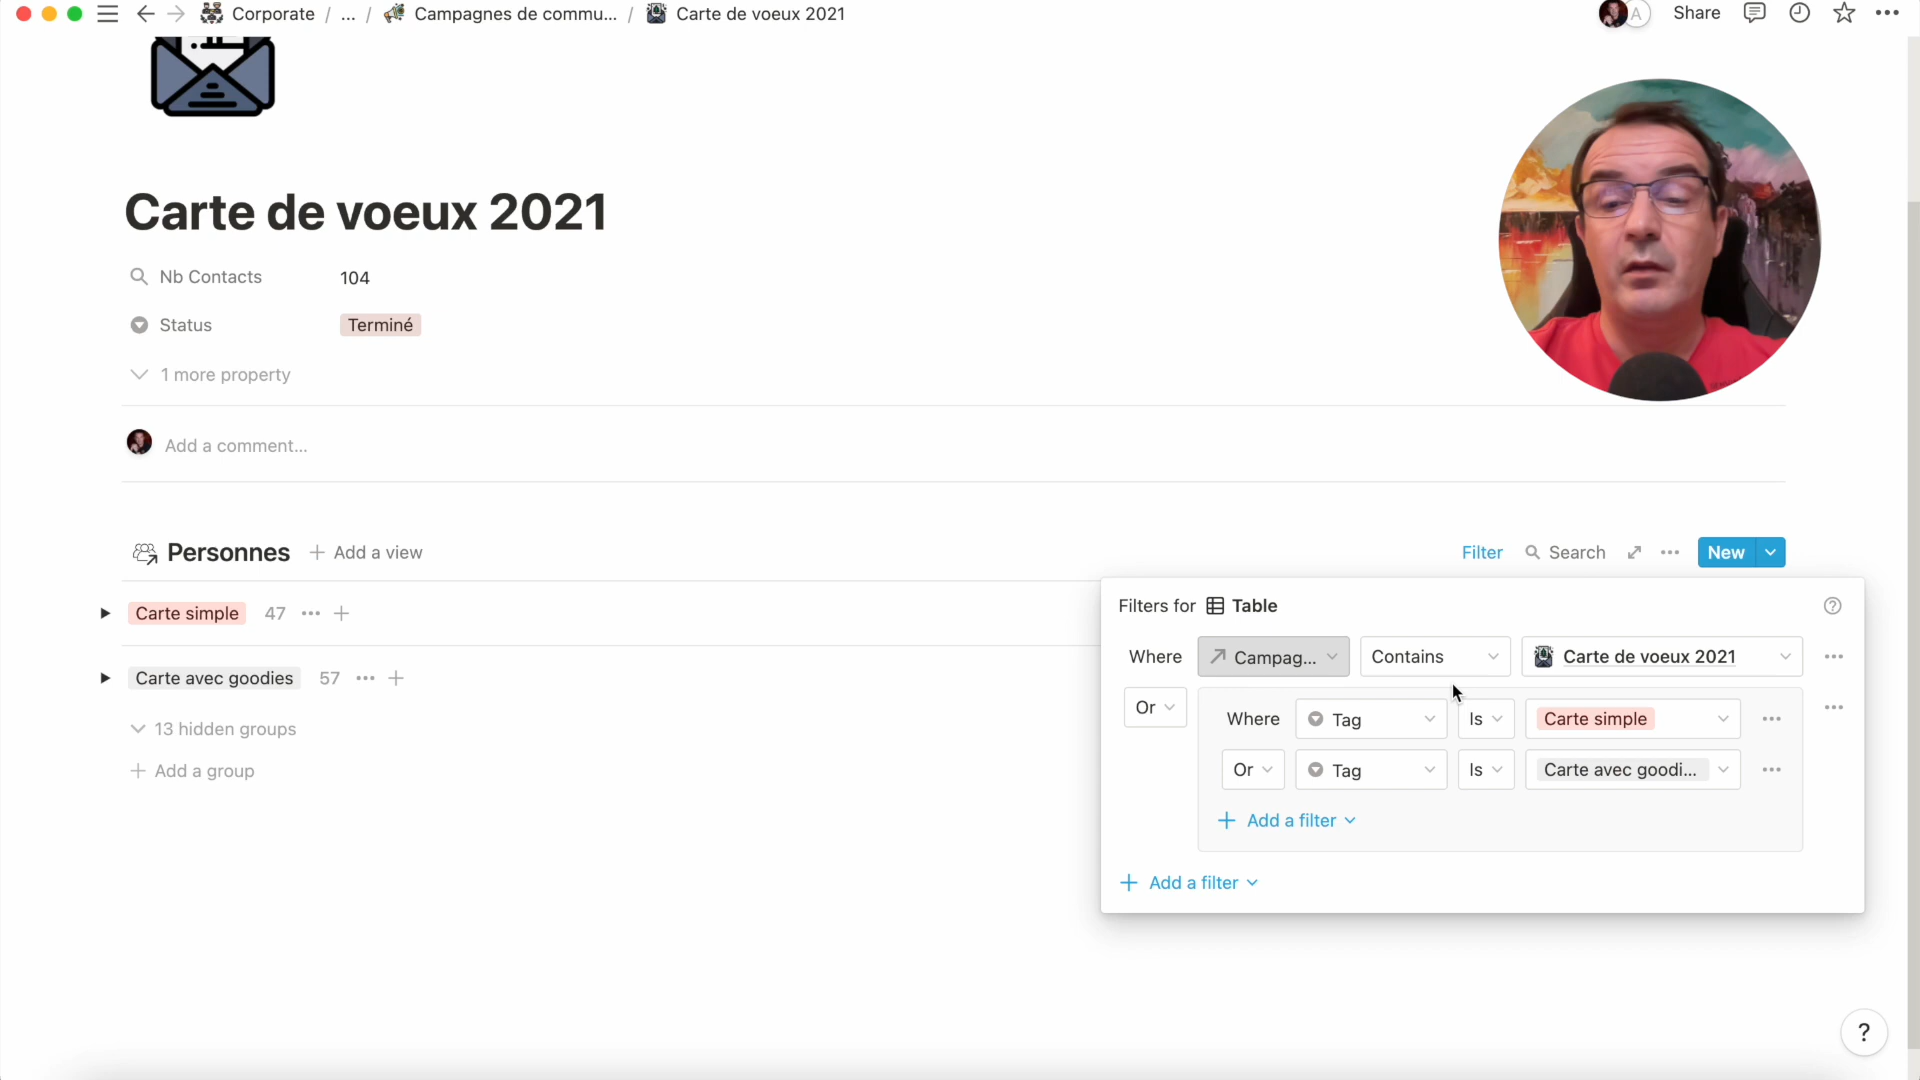 Corporate / ... / Campagnes de commu... / Carte de voeux 2021
A Share
Carte de voeux 2021
Nb Contacts 104
Status Terminé
1 more property
Add a comment...
Personnes + Add a view
Filter Search New
Carte simple 47 ... +
Carte avec goodies 57 ... +
13 hidden groups
+ Add a group
Filters for Table
Where Campag... Contains Carte de voeux 2021
Or
Where Tag Is Carte simple
Or Tag Is Carte avec goodi...
+ Add a filter
+ Add a filter
?